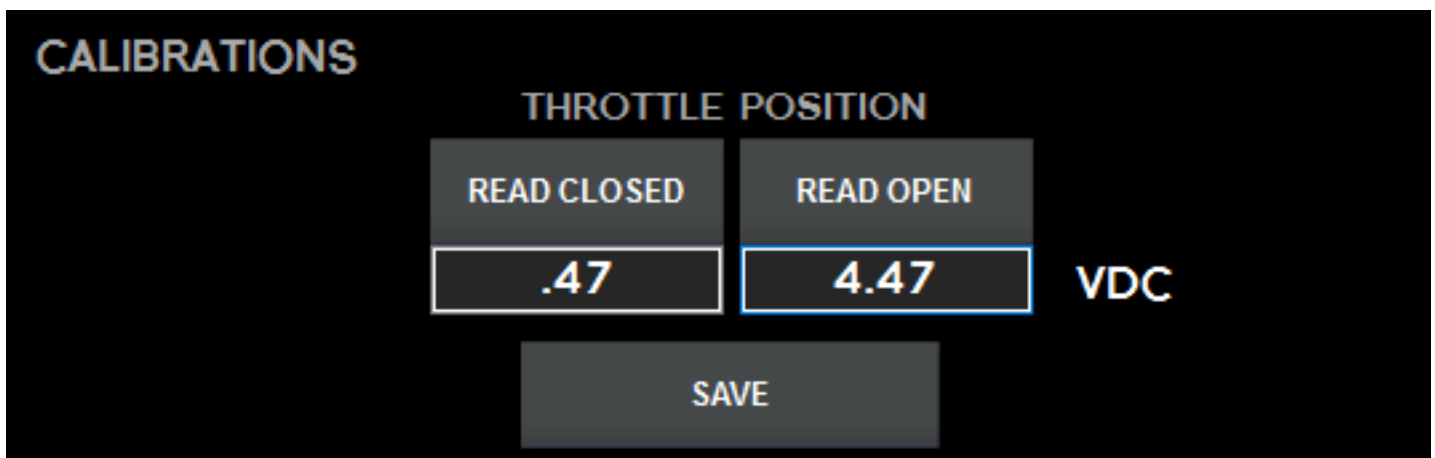 CALIBRATIONS
THROTTLE POSITION
READ CLOSED READ OPEN
.47 4.47 VDC
SAVE